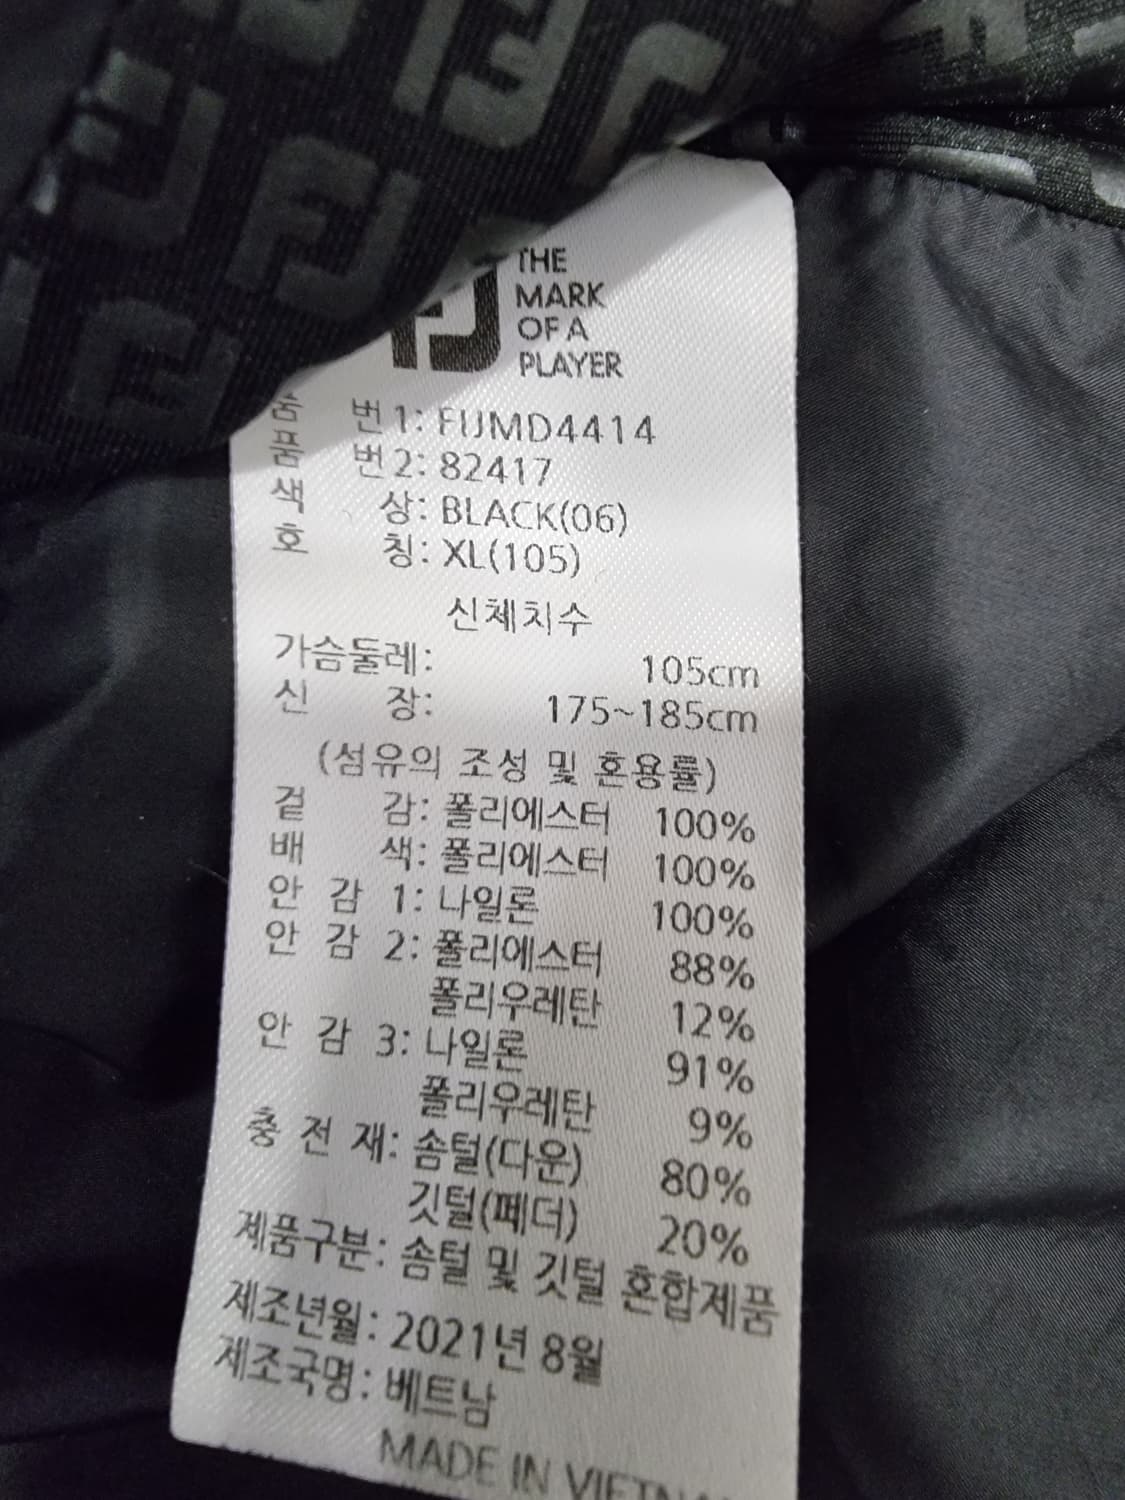 FJ THE
MARK
OF A
PLAYER
품 번1: FIJMD4414
품 번2: 82417
색 상: BLACK(06)
호 칭: XL(105)
신체치수
가슴둘레: 105cm
신 장: 175~185cm
(섬유의 조성 및 혼용률)
겉 감: 폴리에스터 100%
배 색: 폴리에스터 100%
안 감 1: 나일론 100%
안 감 2: 폴리에스터 88%
폴리우레탄 12%
안 감 3: 나일론 91%
폴리우레탄 9%
충 전 재: 솜털(다운) 80%
깃털(페더) 20%
제품구분: 솜털 및 깃털 혼합제품
제조년월: 2021년 8월
제조국명: 베트남
MADE IN VIETNA